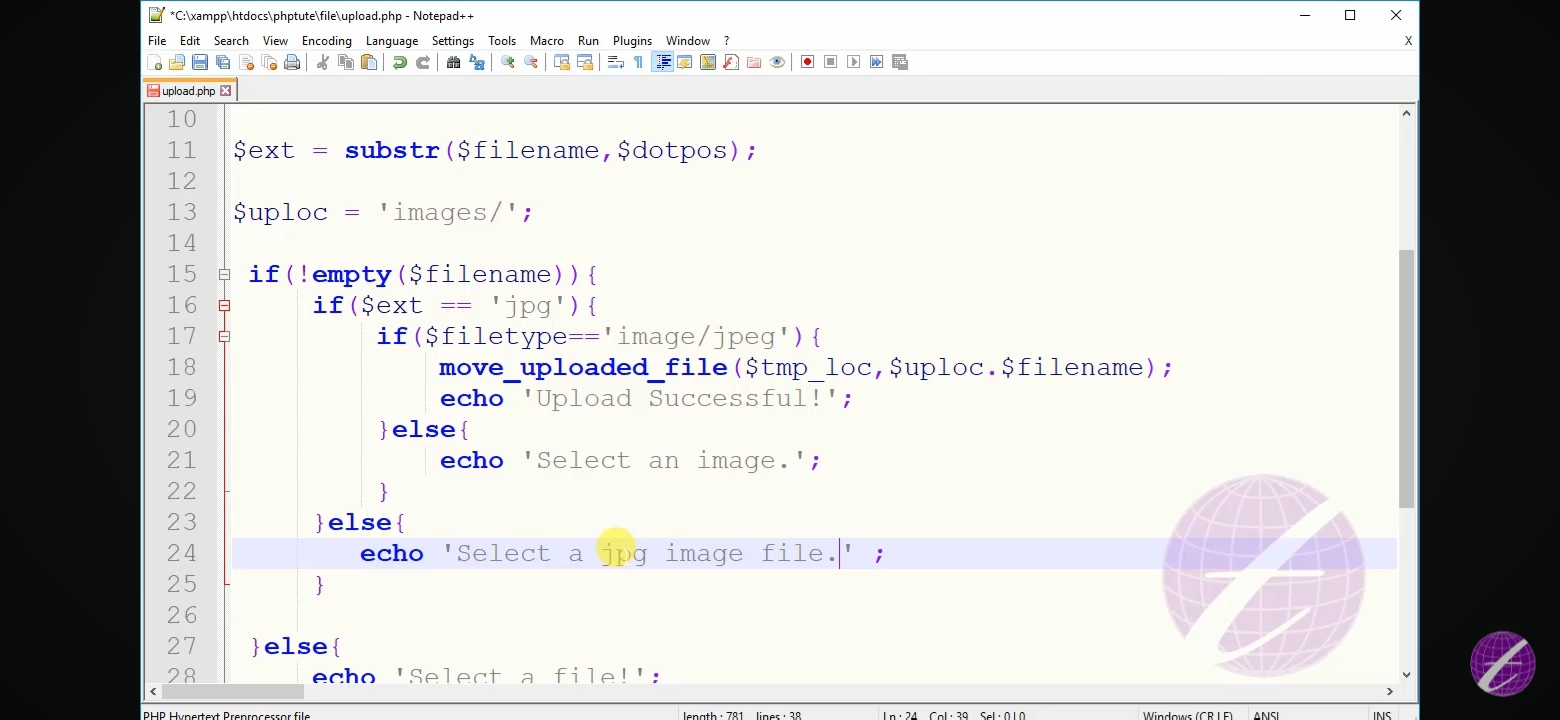 *C:\xampp\htdocs\phptute\file\upload.php - Notepad++
File Edit Search View Encoding Language Settings Tools Macro Run Plugins Window ? X
upload.php
10
11 $ext = substr($filename,$dotpos);
12
13 $uploc = 'images/';
14
15 if(!empty($filename)){
16 if($ext == 'jpg'){
17 if($filetype=='image/jpeg'){
18 move_uploaded_file($tmp_loc,$uploc.$filename);
19 echo 'Upload Successful!';
20 }else{
21 echo 'Select an image.';
22 }
23 }else{
24 echo 'Select a jpg image file.' ;
25 }
26
27 }else{
28 echo 'Select a file!';
PHP Hypertext Preprocessor file length : 781 lines : 38 Ln : 24 Col : 39 Sel : 0 | 0 Windows (CR LF) ANSI INS